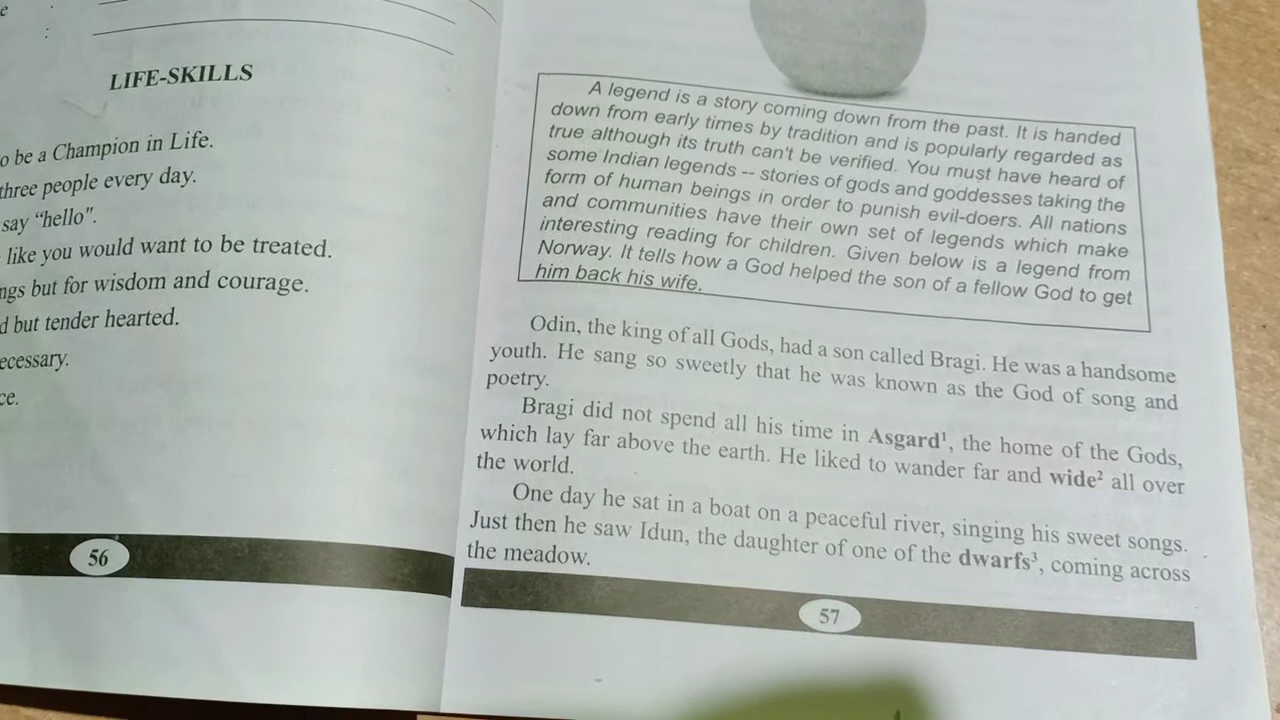 e
:
:
LIFE-SKILLS
o be a Champion in Life.
three people every day.
say “hello".
like you would want to be treated.
ngs but for wisdom and courage.
d but tender hearted.
ecessary.
ce.
56
A legend is a story coming down from the past. It is handed
down from early times by tradition and is popularly regarded as
true although its truth can't be verified. You must have heard of
some Indian legends -- stories of gods and goddesses taking the
form of human beings in order to punish evil-doers. All nations
and communities have their own set of legends which make
interesting reading for children. Given below is a legend from
Norway. It tells how a God helped the son of a fellow God to get
him back his wife.
Odin, the king of all Gods, had a son called Bragi. He was a handsome
youth. He sang so sweetly that he was known as the God of song and
poetry.
Bragi did not spend all his time in Asgard¹, the home of the Gods,
which lay far above the earth. He liked to wander far and wide² all over
the world.
One day he sat in a boat on a peaceful river, singing his sweet songs.
Just then he saw Idun, the daughter of one of the dwarfs³, coming across
the meadow.
57